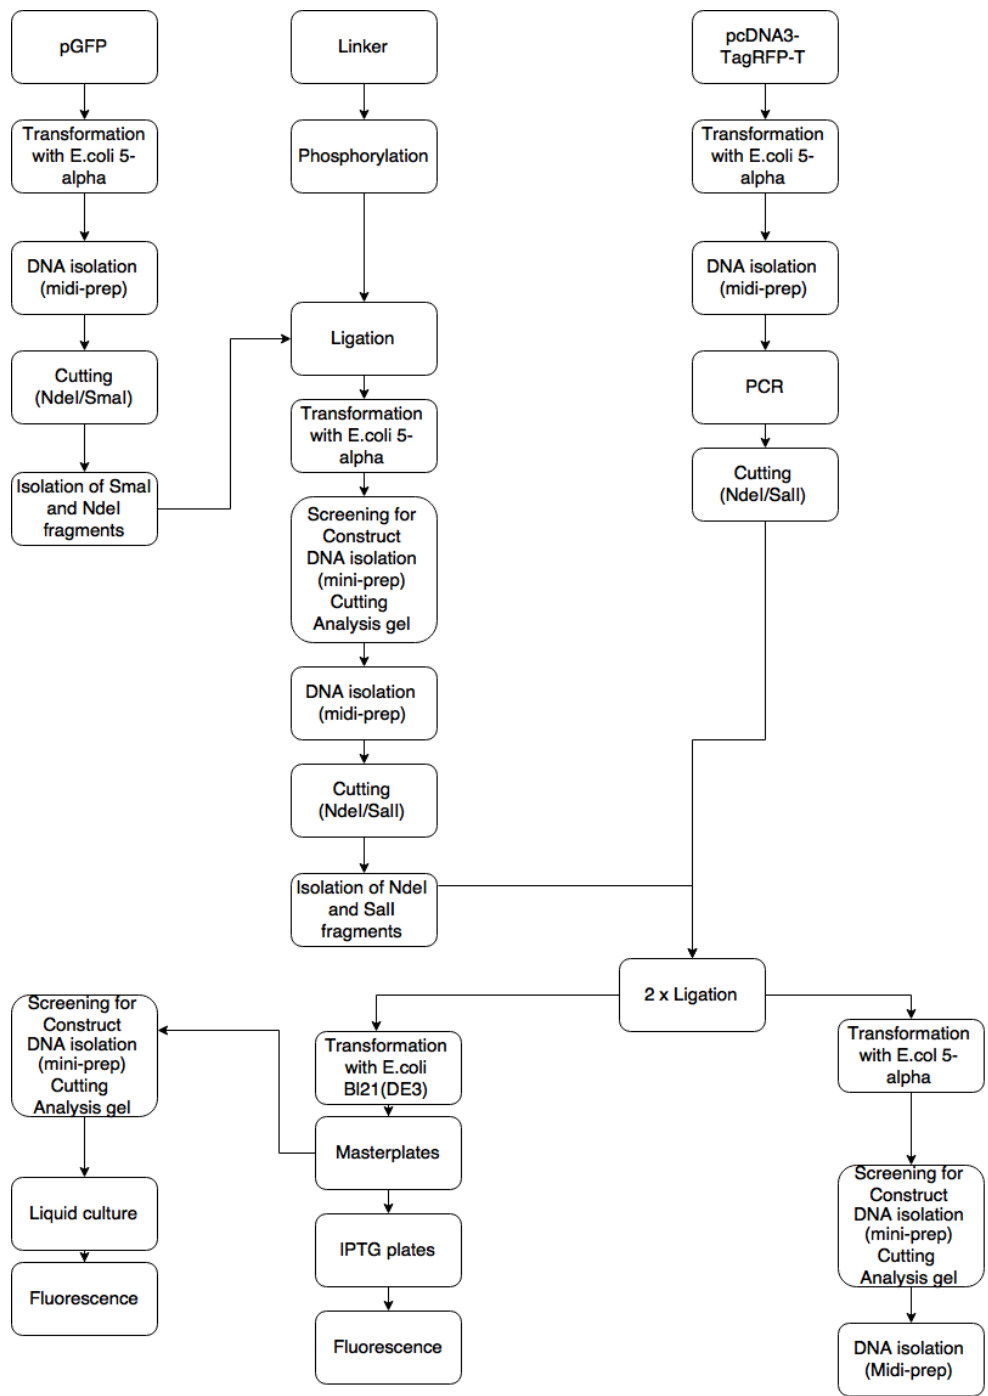 pGFP
Linker
pcDNA3-
TagRFP-T
Transformation
with E.coli 5-
alpha
Phosphorylation
Transformation
with E.coli 5-
alpha
DNA isolation
(midi-prep)
DNA isolation
(midi-prep)
Ligation
Cutting
(NdeI/SmaI)
PCR
Transformation
with E.coli 5-
alpha
Cutting
(NdeI/SalI)
Isolation of SmaI
and NdeI
fragments
Screening for
Construct
DNA isolation
(mini-prep)
Cutting
Analysis gel
DNA isolation
(midi-prep)
Cutting
(NdeI/SalI)
Isolation of NdeI
and SalI
fragments
2 x Ligation
Screening for
Construct
DNA isolation
(mini-prep)
Cutting
Analysis gel
Transformation
with E.coli
Bl21(DE3)
Transformation
with E.col 5-
alpha
Masterplates
Liquid culture
IPTG plates
Screening for
Construct
DNA isolation
(mini-prep)
Cutting
Analysis gel
Fluorescence
Fluorescence
DNA isolation
(Midi-prep)